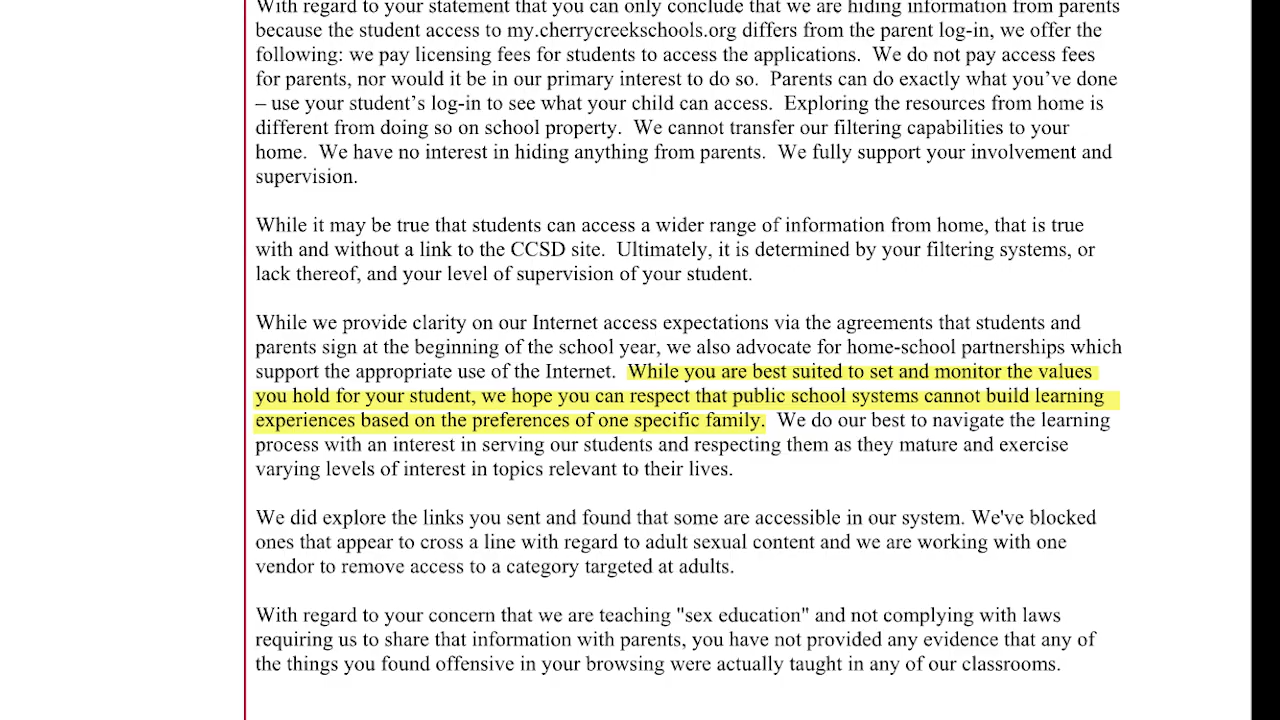 With regard to your statement that you can only conclude that we are hiding information from parents
because the student access to my.cherrycreekschools.org differs from the parent log-in, we offer the
following: we pay licensing fees for students to access the applications.  We do not pay access fees
for parents, nor would it be in our primary interest to do so.  Parents can do exactly what you’ve done
– use your student’s log-in to see what your child can access.  Exploring the resources from home is
different from doing so on school property.  We cannot transfer our filtering capabilities to your
home.  We have no interest in hiding anything from parents.  We fully support your involvement and
supervision.
While it may be true that students can access a wider range of information from home, that is true
with and without a link to the CCSD site.  Ultimately, it is determined by your filtering systems, or
lack thereof, and your level of supervision of your student.
While we provide clarity on our Internet access expectations via the agreements that students and
parents sign at the beginning of the school year, we also advocate for home-school partnerships which
support the appropriate use of the Internet.  While you are best suited to set and monitor the values
you hold for your student, we hope you can respect that public school systems cannot build learning
experiences based on the preferences of one specific family.  We do our best to navigate the learning
process with an interest in serving our students and respecting them as they mature and exercise
varying levels of interest in topics relevant to their lives.
We did explore the links you sent and found that some are accessible in our system. We've blocked
ones that appear to cross a line with regard to adult sexual content and we are working with one
vendor to remove access to a category targeted at adults.
With regard to your concern that we are teaching "sex education" and not complying with laws
requiring us to share that information with parents, you have not provided any evidence that any of
the things you found offensive in your browsing were actually taught in any of our classrooms.